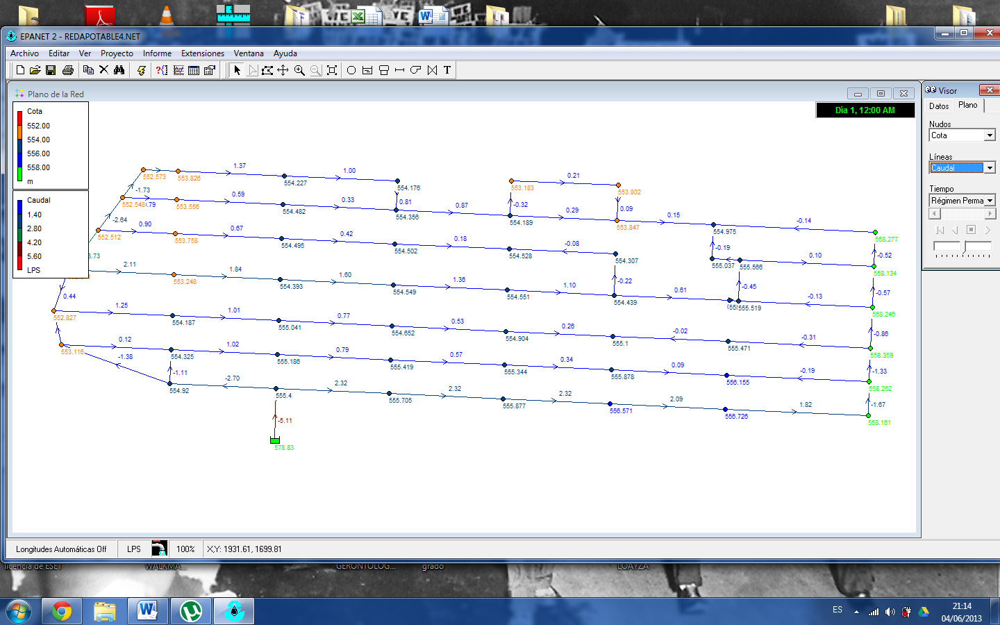 EPANET 2 - REDAPOTABLE4.NET
Archivo Editar Ver Proyecto Informe Extensiones Ventana Ayuda
T
Plano de la Red
Visor
Día 1, 12:00 AM
Datos Plano
Nudos
Cota
Líneas
Caudal
Tiempo
Régimen Perma
Cota
552.00
554.00
556.00
558.00
m
Caudal
1.40
2.80
4.20
5.60
LPS
1.37 1.00 0.21
552.573 553.826 554.227 554.176 553.183 553.802
-1.73 0.59 0.33 0.81 0.87 -0.32 0.29 0.09 0.15 -0.14
552.548 0.79 553.556 554.482 554.356 554.189 553.847 554.975 558.277
-2.64 0.90 0.67 0.42 0.18 -0.08 -0.19 0.10 -0.52
552.512 553.758 554.495 554.502 554.528 554.307 555.037 555.566 558.134
3.73 2.11 1.84 1.60 1.36 1.10 -0.22 0.61 -0.45 -0.13 -0.57
553.248 554.393 554.549 554.551 554.439 555.519 558.246
0.44 1.25 1.01 0.77 0.53 0.26 -0.02 -0.31 -0.86
552.827 554.187 555.041 554.652 554.904 555.1 555.471 558.359
0.12 1.02 0.79 0.57 0.34 0.09 -0.19 -1.33
553.116 554.325 555.186 555.419 555.344 555.878 556.155 558.262
-1.38 -1.11 -2.70 2.32 2.32 2.32 2.09 1.82 -1.67
554.92 555.4 555.705 555.877 556.571 556.726 558.161
-5.11
578.83
Longitudes Automáticas Off LPS 100% X,Y: 1931.61, 1699.81
licencia de ESET WALKMA... GERONTOLOG... grado LOAYZA
ES
21:14
04/06/2013